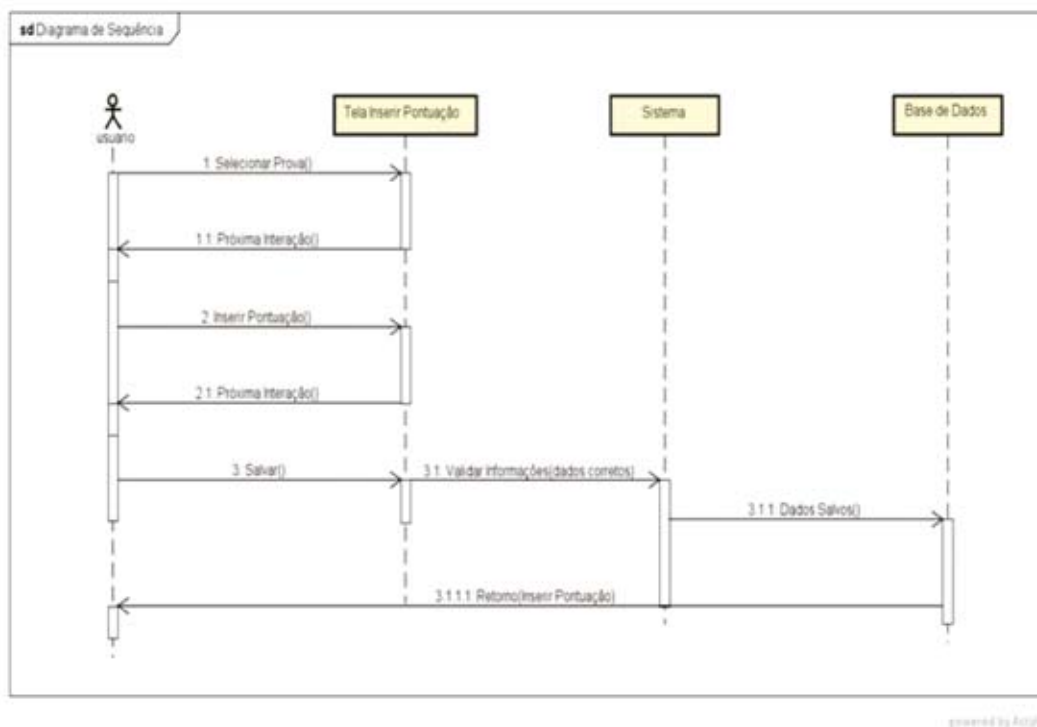 sd Diagrama de Sequência
usuario
Tela Inserir Pontuação
Sistema
Base de Dados
1: Selecionar Prova()
1.1: Próxima Interação()
2: Inserir Pontuação()
2.1: Próxima Interação()
3: Salvar()
3.1: Validar Informações(dados corretos)
3.1.1: Dados Salvos()
3.1.1.1: Retorno(Inserir Pontuação)
powered by